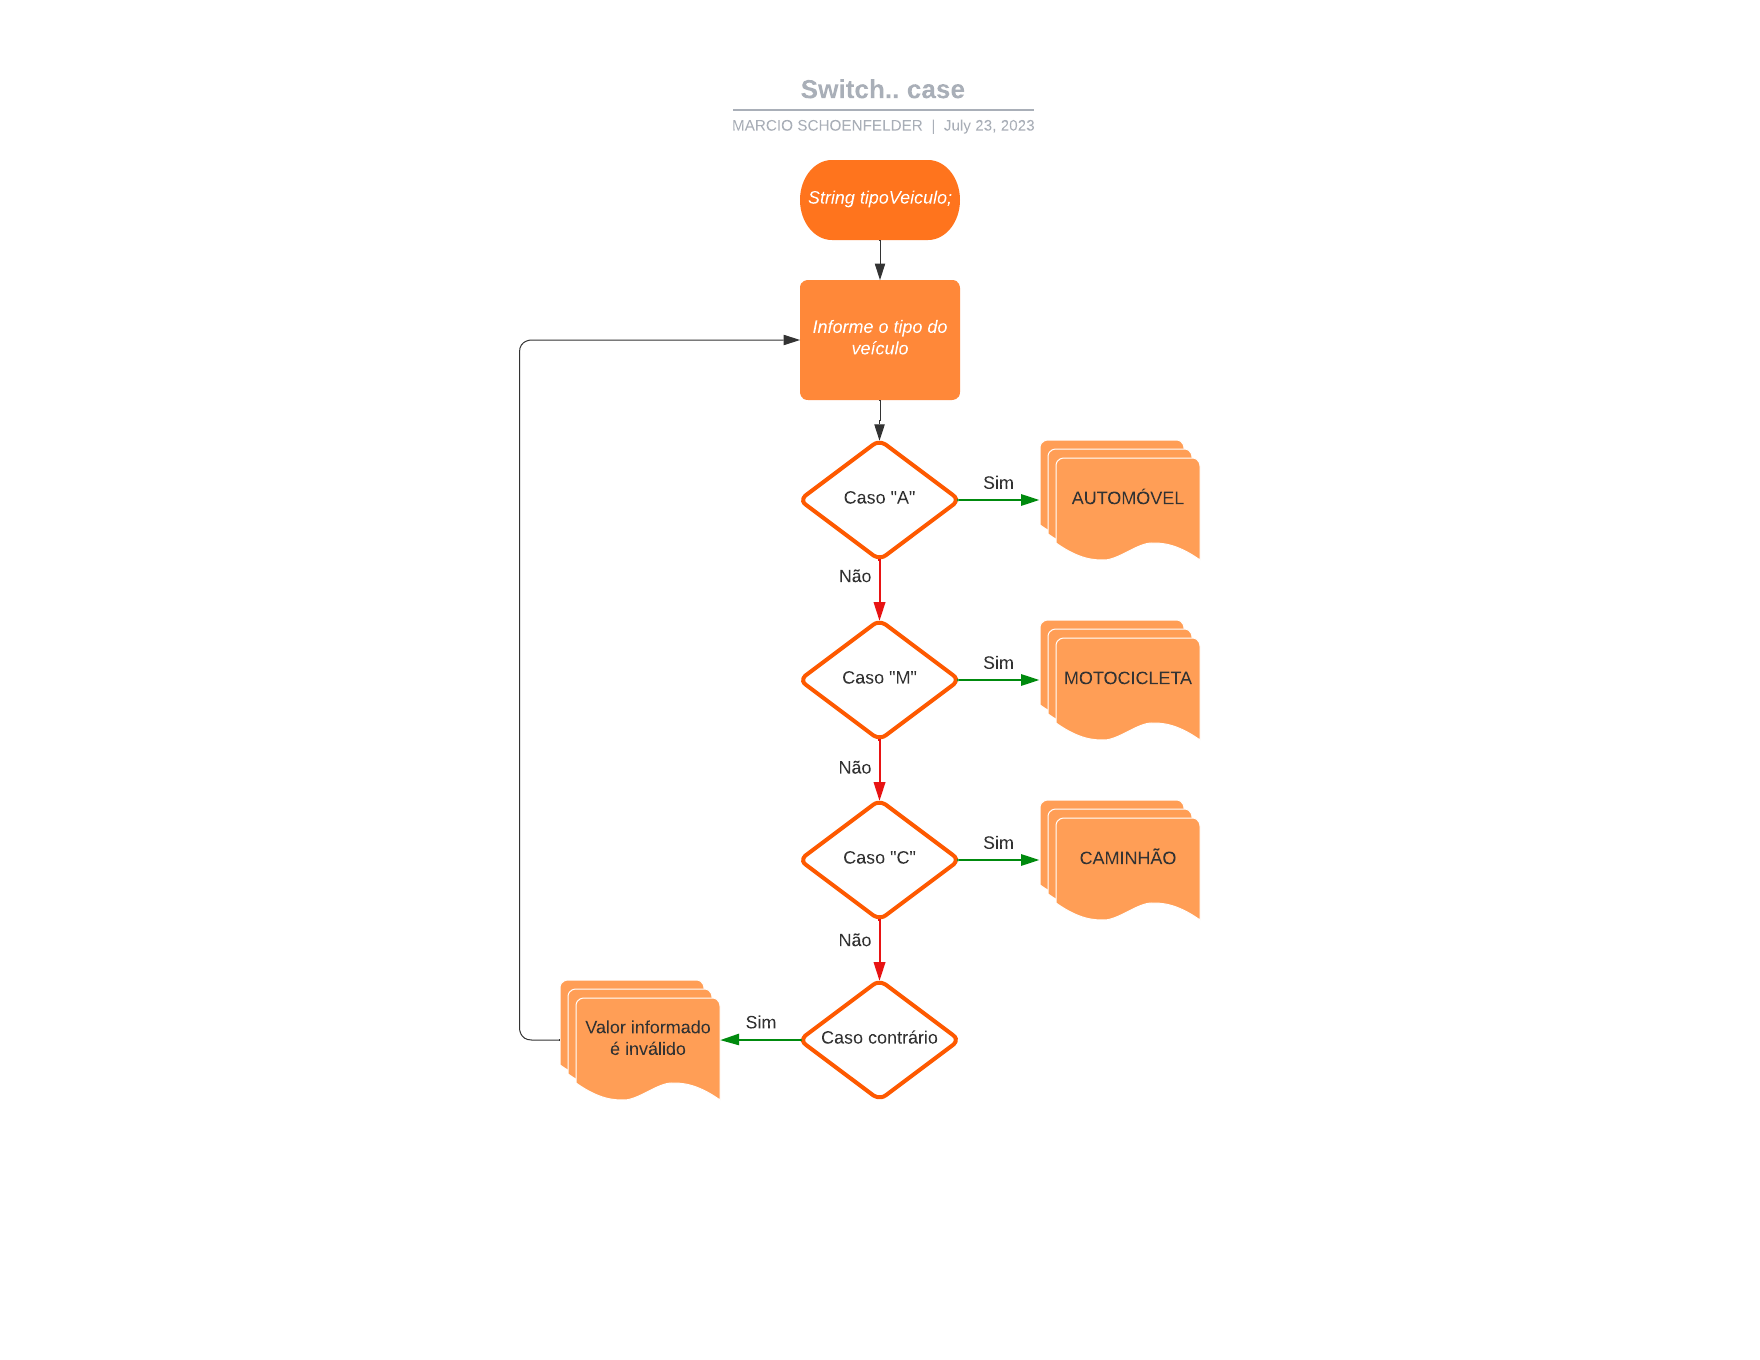 Switch.. case
MARCIO SCHOENFELDER | July 23, 2023
String tipoVeiculo;
Informe o tipo do
veículo
Caso "A"
Sim
AUTOMÓVEL
Não
Caso "M"
Sim
MOTOCICLETA
Não
Caso "C"
Sim
CAMINHÃO
Não
Caso contrário
Sim
Valor informado
é inválido